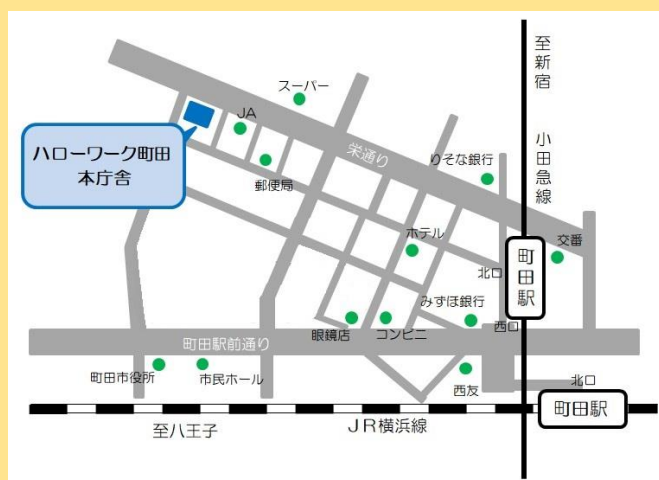 至新宿
小田急線
スーパー
JA
ハローワーク町田
本庁舎
郵便局
栄通り
りそな銀行
ホテル
交番
町田駅
北口
みずほ銀行
西口
眼鏡店
コンビニ
町田駅前通り
町田市役所
市民ホール
西友
北口
町田駅
至八王子
JR横浜線